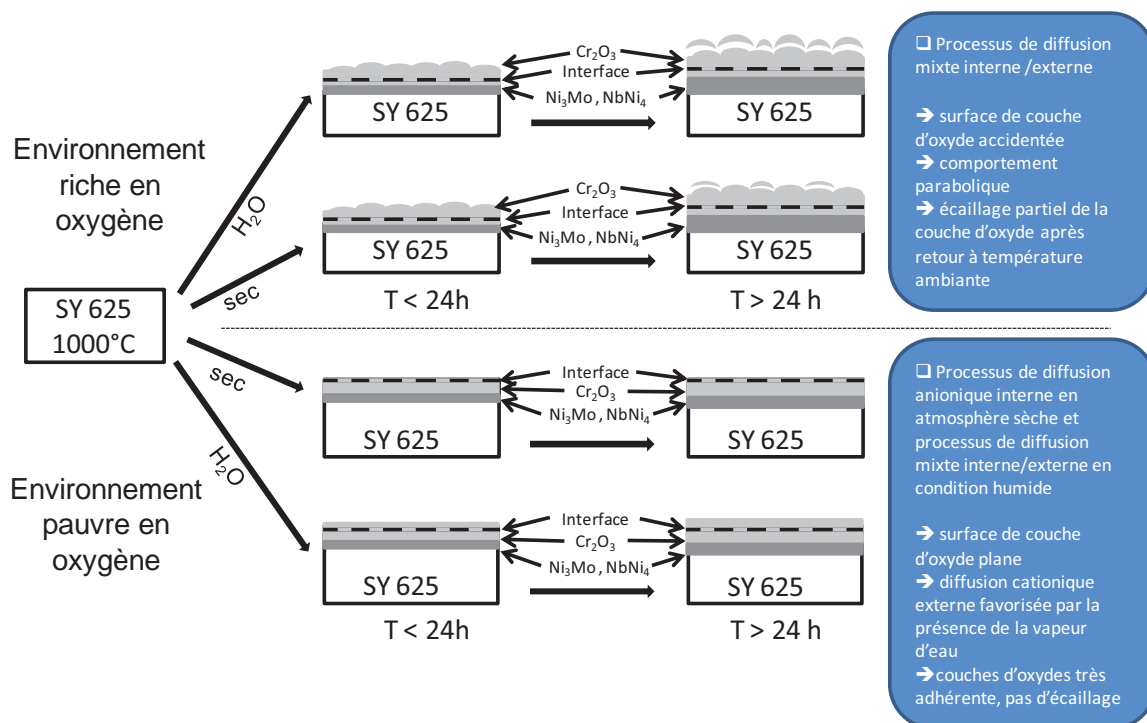 Environnement
riche en
oxygène
SY 625
1000°C
Environnement
pauvre en
oxygène
H₂O
sec
sec
H₂O
Cr₂O₃
Interface
Ni₃Mo , NbNi₄
SY 625
SY 625
Cr₂O₃
Interface
Ni₃Mo , NbNi₄
SY 625
SY 625
T < 24h
T > 24 h
Interface
Cr₂O₃
Ni₃Mo , NbNi₄
SY 625
SY 625
Interface
Cr₂O₃
Ni₃Mo , NbNi₄
SY 625
SY 625
T < 24h
T > 24 h
❑ Processus de diffusion
mixte interne /externe
➔ surface de couche
d'oxyde accidentée
➔ comportement
parabolique
➔ écaillage partiel de la
couche d'oxyde après
retour à température
ambiante
❑ Processus de diffusion
anionique interne en
atmosphère sèche et
processus de diffusion
mixte interne/externe en
condition humide
➔ surface de couche
d'oxyde plane
➔ diffusion cationique
externe favorisée par la
présence de la vapeur
d'eau
➔couches d'oxydes très
adhérente, pas d'écaillage